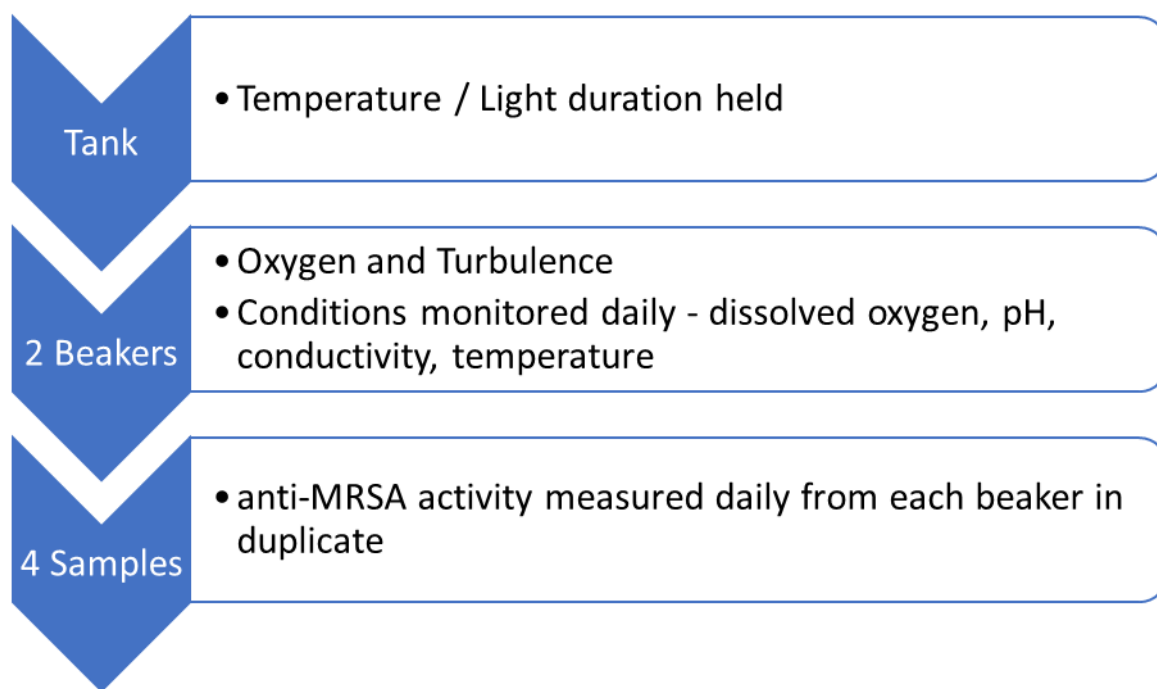 Tank
• Temperature / Light duration held
2 Beakers
• Oxygen and Turbulence
• Conditions monitored daily - dissolved oxygen, pH,
conductivity, temperature
4 Samples
• anti-MRSA activity measured daily from each beaker in
duplicate